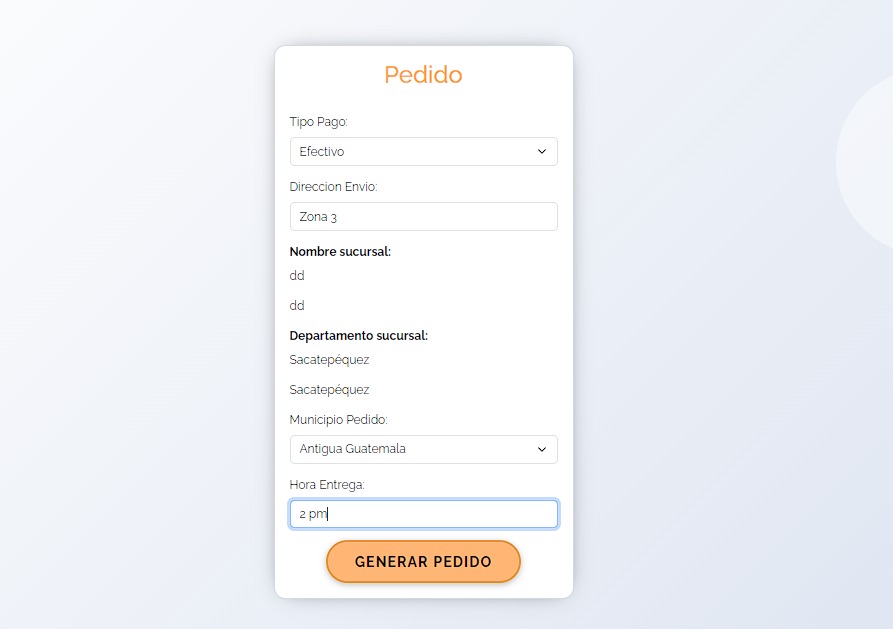 Pedido
Tipo Pago:
Efectivo
Direccion Envio:
Zona 3
Nombre sucursal:
dd
dd
Departamento sucursal:
Sacatepéquez
Sacatepéquez
Municipio Pedido:
Antigua Guatemala
Hora Entrega:
2 pm
GENERAR PEDIDO